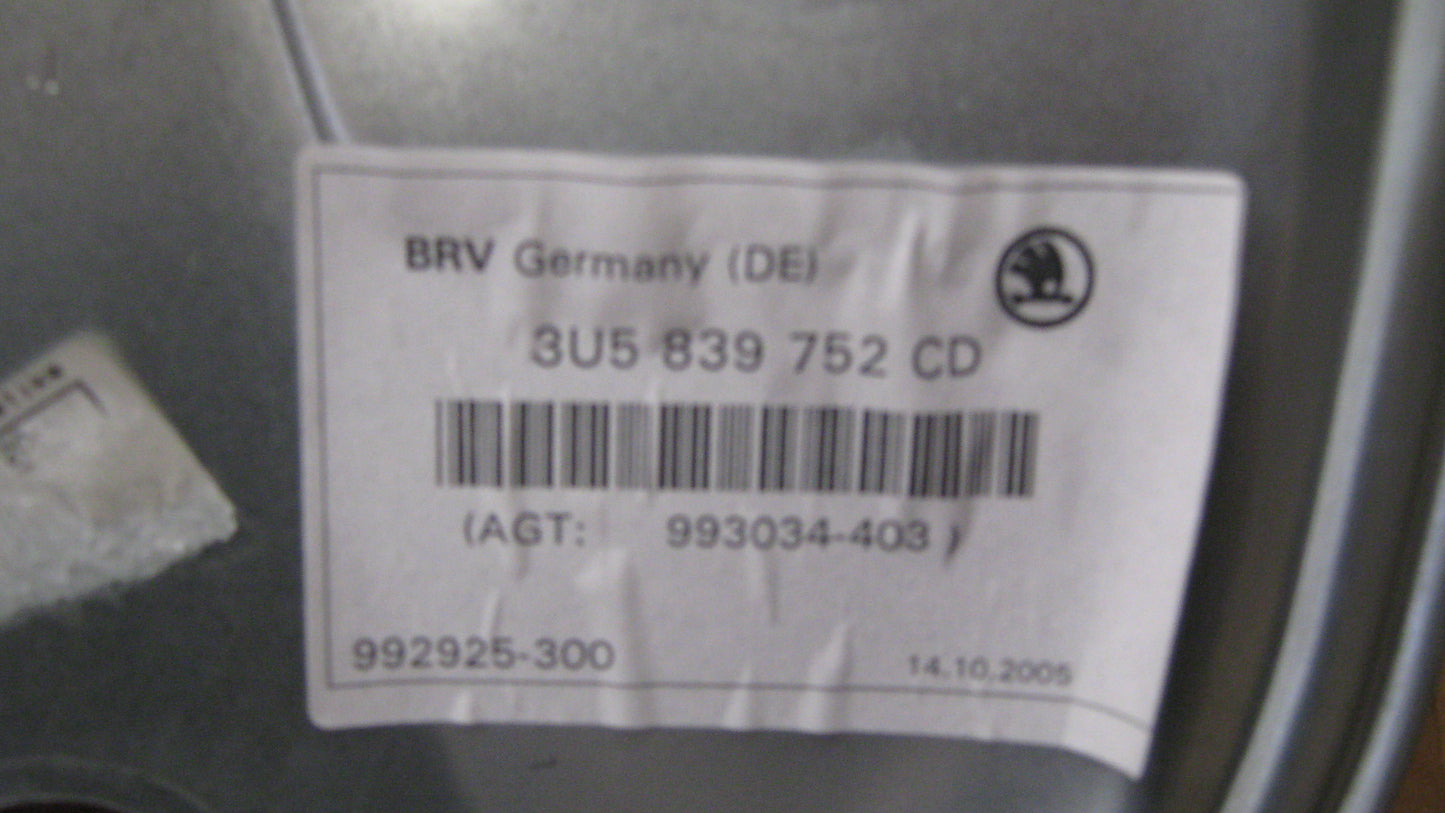 BRV Germany (DE)
3U5 839 752 CD
(AGT: 993034-403 )
992925-300
14.10.2005